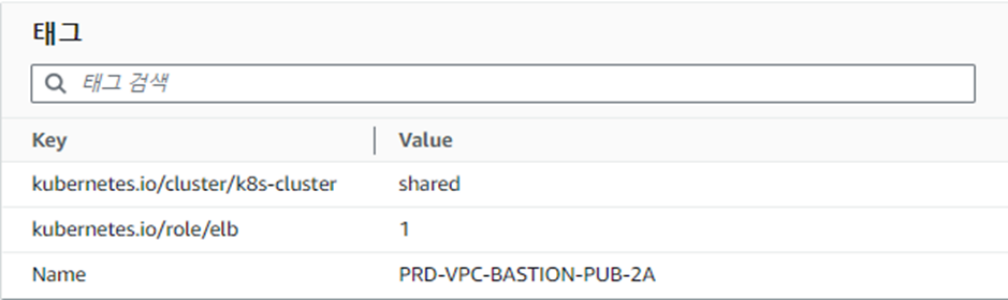 태그
태그 검색
Key Value
kubernetes.io/cluster/k8s-cluster shared
kubernetes.io/role/elb 1
Name PRD-VPC-BASTION-PUB-2A